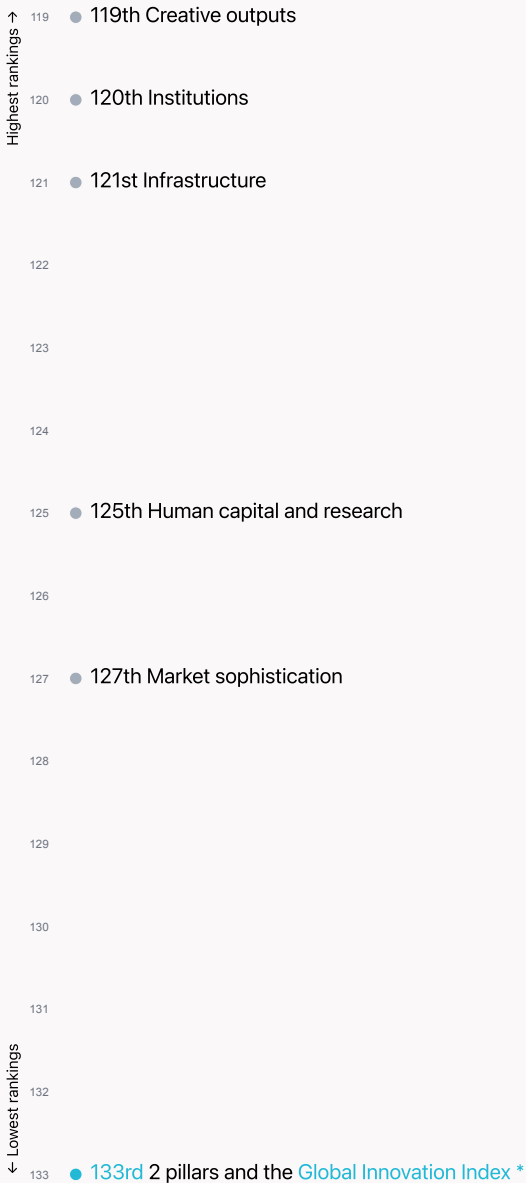 Highest rankings →
119 119th Creative outputs
120 120th Institutions
121 121st Infrastructure
122
123
124
125 125th Human capital and research
126
127 127th Market sophistication
128
129
130
131
← Lowest rankings
132
133 133rd 2 pillars and the Global Innovation Index *